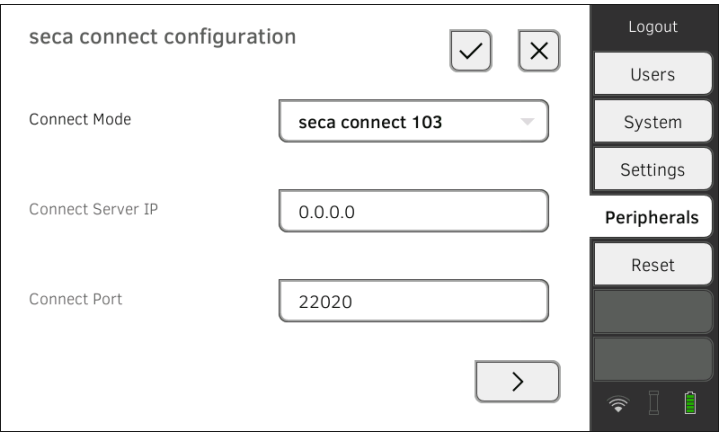 seca connect configuration
Connect Mode
seca connect 103
Connect Server IP
0.0.0.0
Connect Port
22020
Logout
Users
System
Settings
Peripherals
Reset